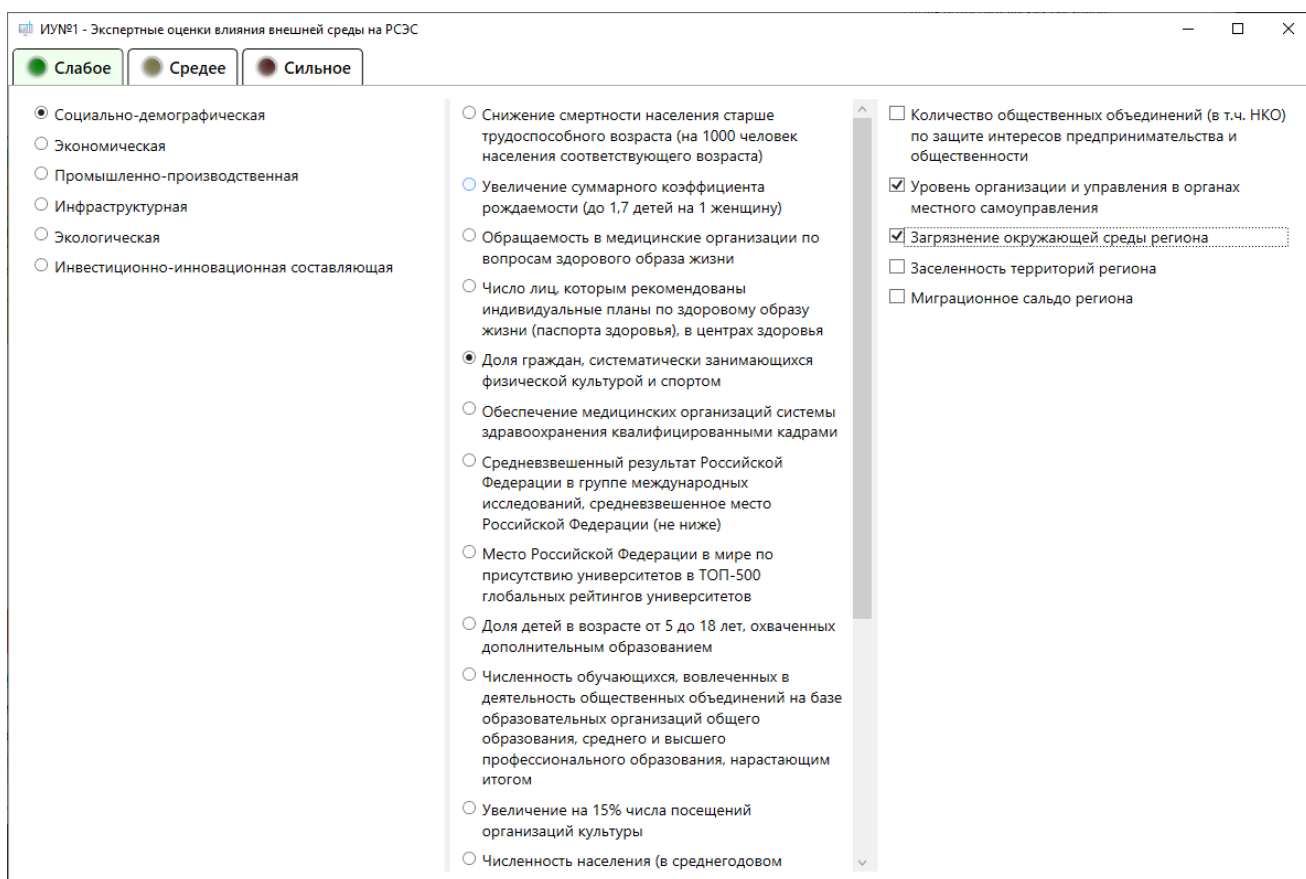 ИУ№1 - Экспертные оценки влияния внешней среды на РСЭС
Слабое
Средее
Сильное
Социально-демографическая
Экономическая
Промышленно-производственная
Инфраструктурная
Экологическая
Инвестиционно-инновационная составляющая
Снижение смертности населения старше
трудоспособного возраста (на 1000 человек
населения соответствующего возраста)
Увеличение суммарного коэффициента
рождаемости (до 1,7 детей на 1 женщину)
Обращаемость в медицинские организации по
вопросам здорового образа жизни
Число лиц, которым рекомендованы
индивидуальные планы по здоровому образу
жизни (паспорта здоровья), в центрах здоровья
Доля граждан, систематически занимающихся
физической культурой и спортом
Обеспечение медицинских организаций системы
здравоохранения квалифицированными кадрами
Средневзвешенный результат Российской
Федерации в группе международных
исследований, средневзвешенное место
Российской Федерации (не ниже)
Место Российской Федерации в мире по
присутствию университетов в ТОП-500
глобальных рейтингов университетов
Доля детей в возрасте от 5 до 18 лет, охваченных
дополнительным образованием
Численность обучающихся, вовлеченных в
деятельность общественных объединений на базе
образовательных организаций общего
образования, среднего и высшего
профессионального образования, нарастающим
итогом
Увеличение на 15% числа посещений
организаций культуры
Численность населения (в среднегодовом
Количество общественных объединений (в т.ч. НКО)
по защите интересов предпринимательства и
общественности
Уровень организации и управления в органах
местного самоуправления
Загрязнение окружающей среды региона
Заселенность территорий региона
Миграционное сальдо региона